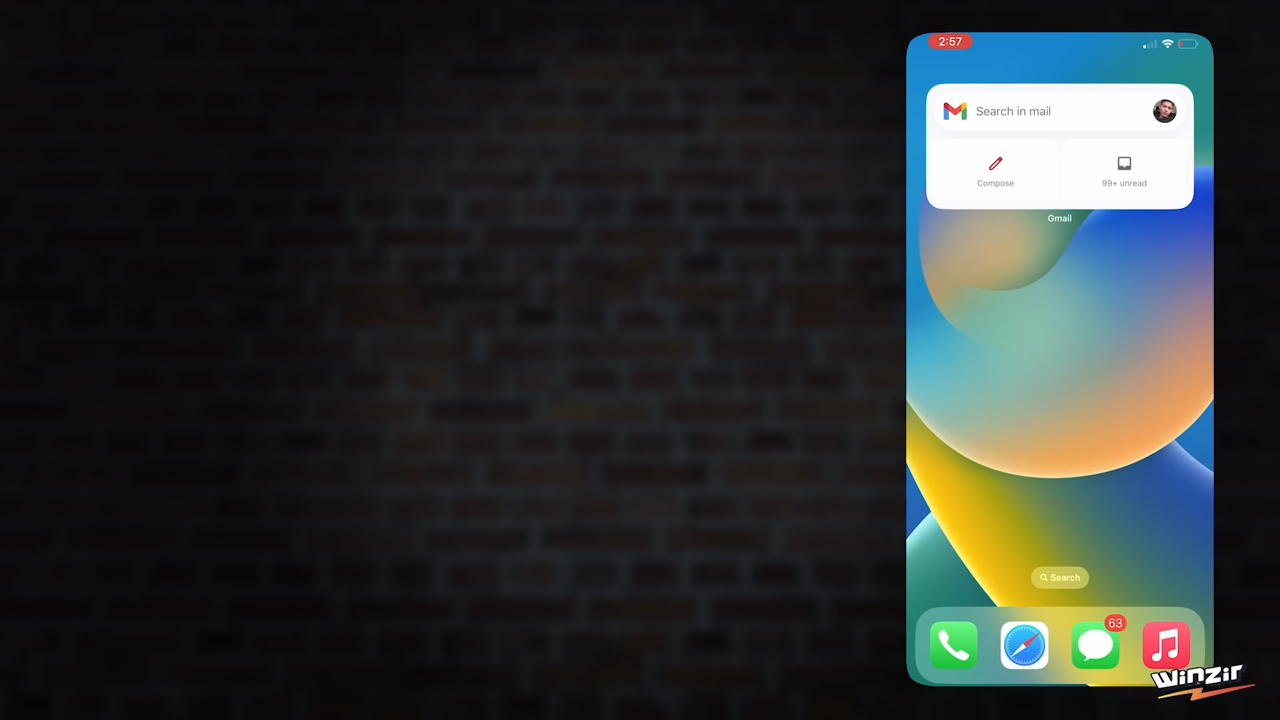 2:57
Search in mail
Compose
99+ unread
Gmail
Search
63
Winzir